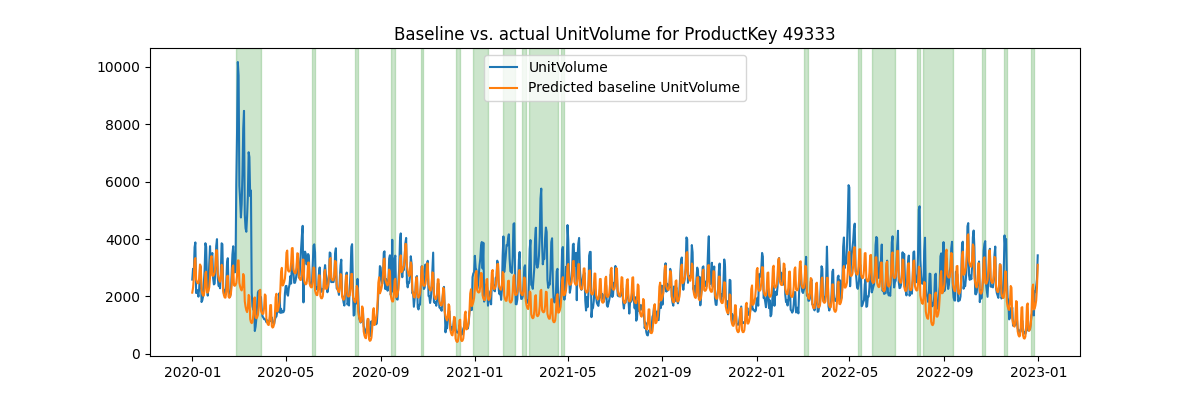 Baseline vs. actual UnitVolume for ProductKey 49333
UnitVolume
Predicted baseline UnitVolume
10000
8000
6000
4000
2000
0
2020-01 2020-05 2020-09 2021-01 2021-05 2021-09 2022-01 2022-05 2022-09 2023-01